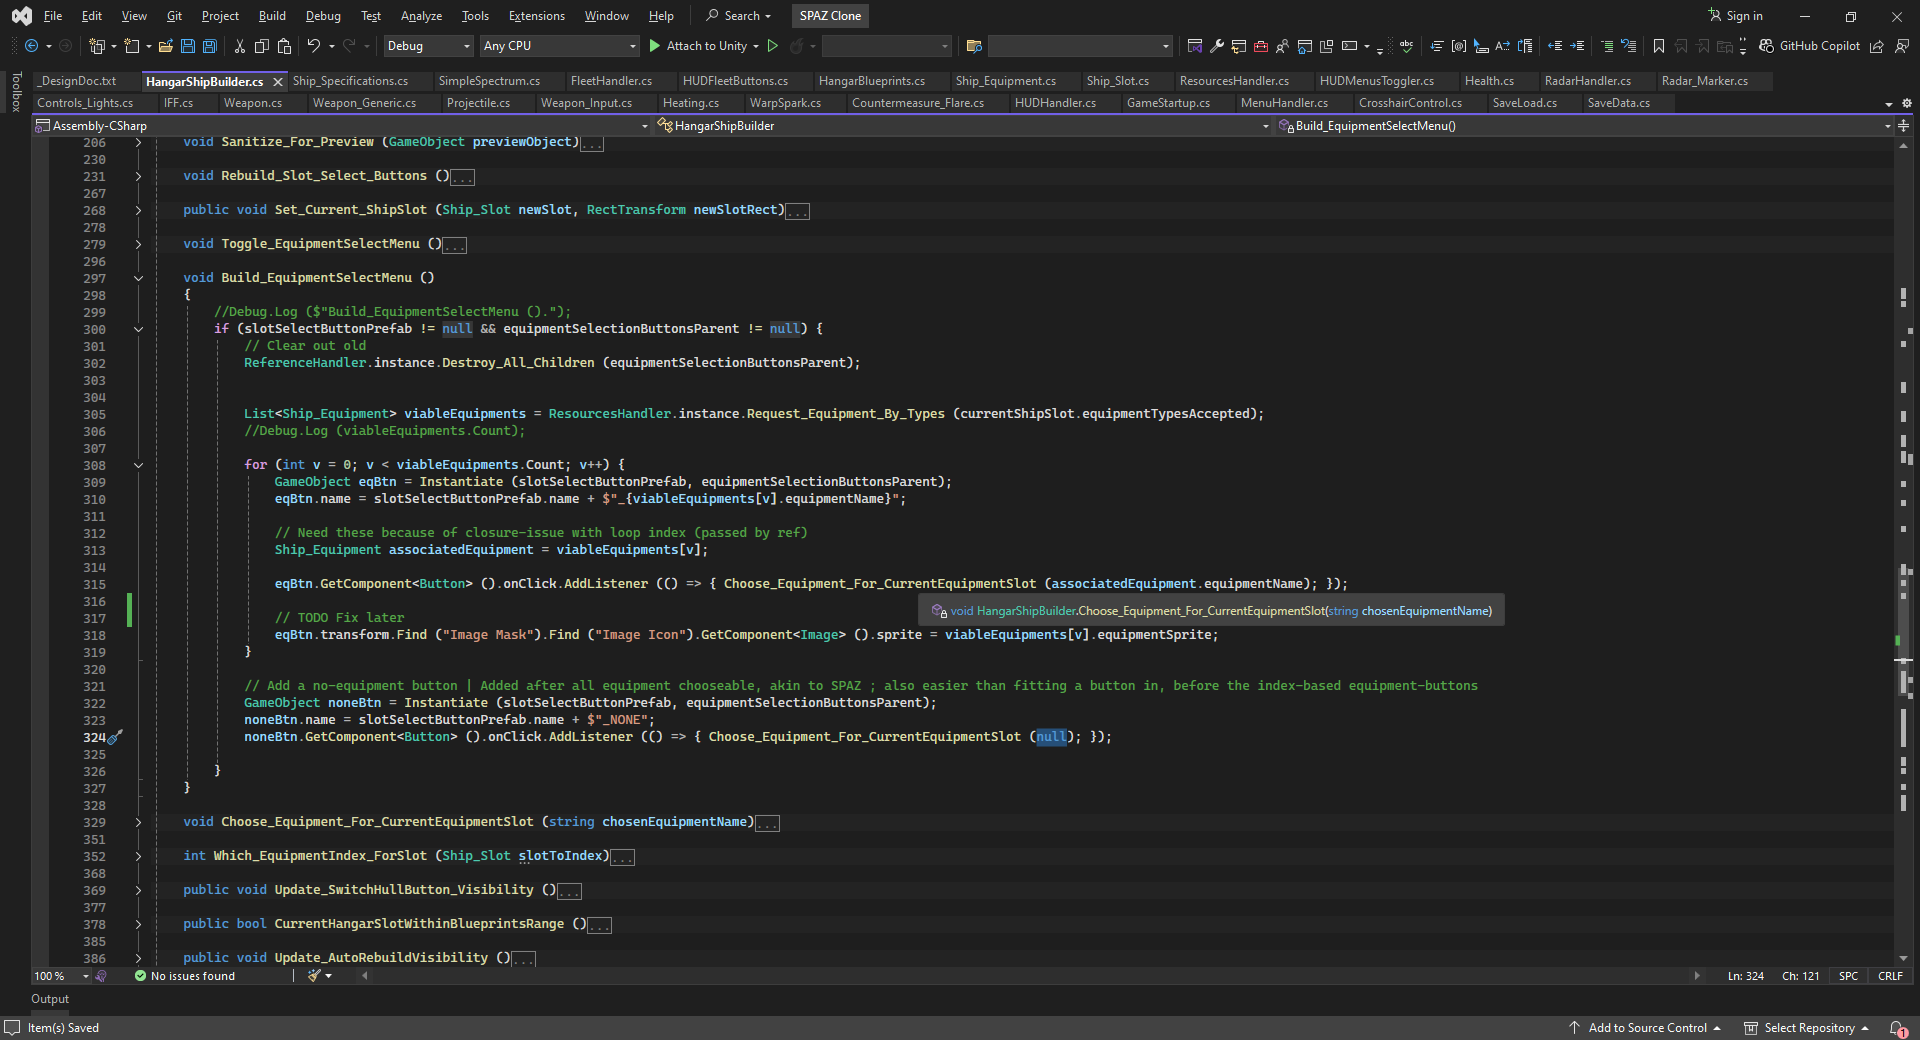 File Edit View Git Project Build Debug Test Analyze Tools Extensions Window Help Search SPAZ Clone Sign in
Debug Any CPU Attach to Unity GitHub Copilot
_DesignDoc.txt HangarShipBuilder.cs Ship_Specifications.cs SimpleSpectrum.cs FleetHandler.cs HUDFleetButtons.cs HangarBlueprints.cs Ship_Equipment.cs Ship_Slot.cs ResourcesHandler.cs HUDMenusToggler.cs Health.cs RadarHandler.cs Radar_Marker.cs
Controls_Lights.cs IFF.cs Weapon.cs Weapon_Generic.cs Projectile.cs Weapon_Input.cs Heating.cs WarpSpark.cs Countermeasure_Flare.cs HUDHandler.cs GameStartup.cs MenuHandler.cs CrosshairControl.cs SaveLoad.cs SaveData.cs
Toolbox
Assembly-CSharp HangarShipBuilder Build_EquipmentSelectMenu()
206 void Sanitize_For_Preview (GameObject previewObject)...
230
231 void Rebuild_Slot_Select_Buttons ()...
267
268 public void Set_Current_ShipSlot (Ship_Slot newSlot, RectTransform newSlotRect)...
278
279 void Toggle_EquipmentSelectMenu ()...
296
297 void Build_EquipmentSelectMenu ()
298 {
299 //Debug.Log ($"Build_EquipmentSelectMenu ().");
300 if (slotSelectButtonPrefab != null && equipmentSelectionButtonsParent != null) {
301 // Clear out old
302 ReferenceHandler.instance.Destroy_All_Children (equipmentSelectionButtonsParent);
303
304
305 List<Ship_Equipment> viableEquipments = ResourcesHandler.instance.Request_Equipment_By_Types (currentShipSlot.equipmentTypesAccepted);
306 //Debug.Log (viableEquipments.Count);
307
308 for (int v = 0; v < viableEquipments.Count; v++) {
309 GameObject eqBtn = Instantiate (slotSelectButtonPrefab, equipmentSelectionButtonsParent);
310 eqBtn.name = slotSelectButtonPrefab.name + $"_{viableEquipments[v].equipmentName}";
311
312 // Need these because of closure-issue with loop index (passed by ref)
313 Ship_Equipment associatedEquipment = viableEquipments[v];
314
315 eqBtn.GetComponent<Button> ().onClick.AddListener (() => { Choose_Equipment_For_CurrentEquipmentSlot (associatedEquipment.equipmentName); });
316
void HangarShipBuilder.Choose_Equipment_For_CurrentEquipmentSlot(string chosenEquipmentName)
317 // TODO Fix later
318 eqBtn.transform.Find ("Image Mask").Find ("Image Icon").GetComponent<Image> ().sprite = viableEquipments[v].equipmentSprite;
319 }
320
321 // Add a no-equipment button | Added after all equipment chooseable, akin to SPAZ ; also easier than fitting a button in, before the index-based equipment-buttons
322 GameObject noneBtn = Instantiate (slotSelectButtonPrefab, equipmentSelectionButtonsParent);
323 noneBtn.name = slotSelectButtonPrefab.name + $"_NONE";
324 noneBtn.GetComponent<Button> ().onClick.AddListener (() => { Choose_Equipment_For_CurrentEquipmentSlot (null); });
325
326 }
327 }
328
329 void Choose_Equipment_For_CurrentEquipmentSlot (string chosenEquipmentName)...
351
352 int Which_EquipmentIndex_ForSlot (Ship_Slot slotToIndex)...
368
369 public void Update_SwitchHullButton_Visibility ()...
377
378 public bool CurrentHangarSlotWithinBlueprintsRange ()...
385
386 public void Update_AutoRebuildVisibility ()...
100 % No issues found Ln: 324 Ch: 121 SPC CRLF
Output
Item(s) Saved Add to Source Control Select Repository 1